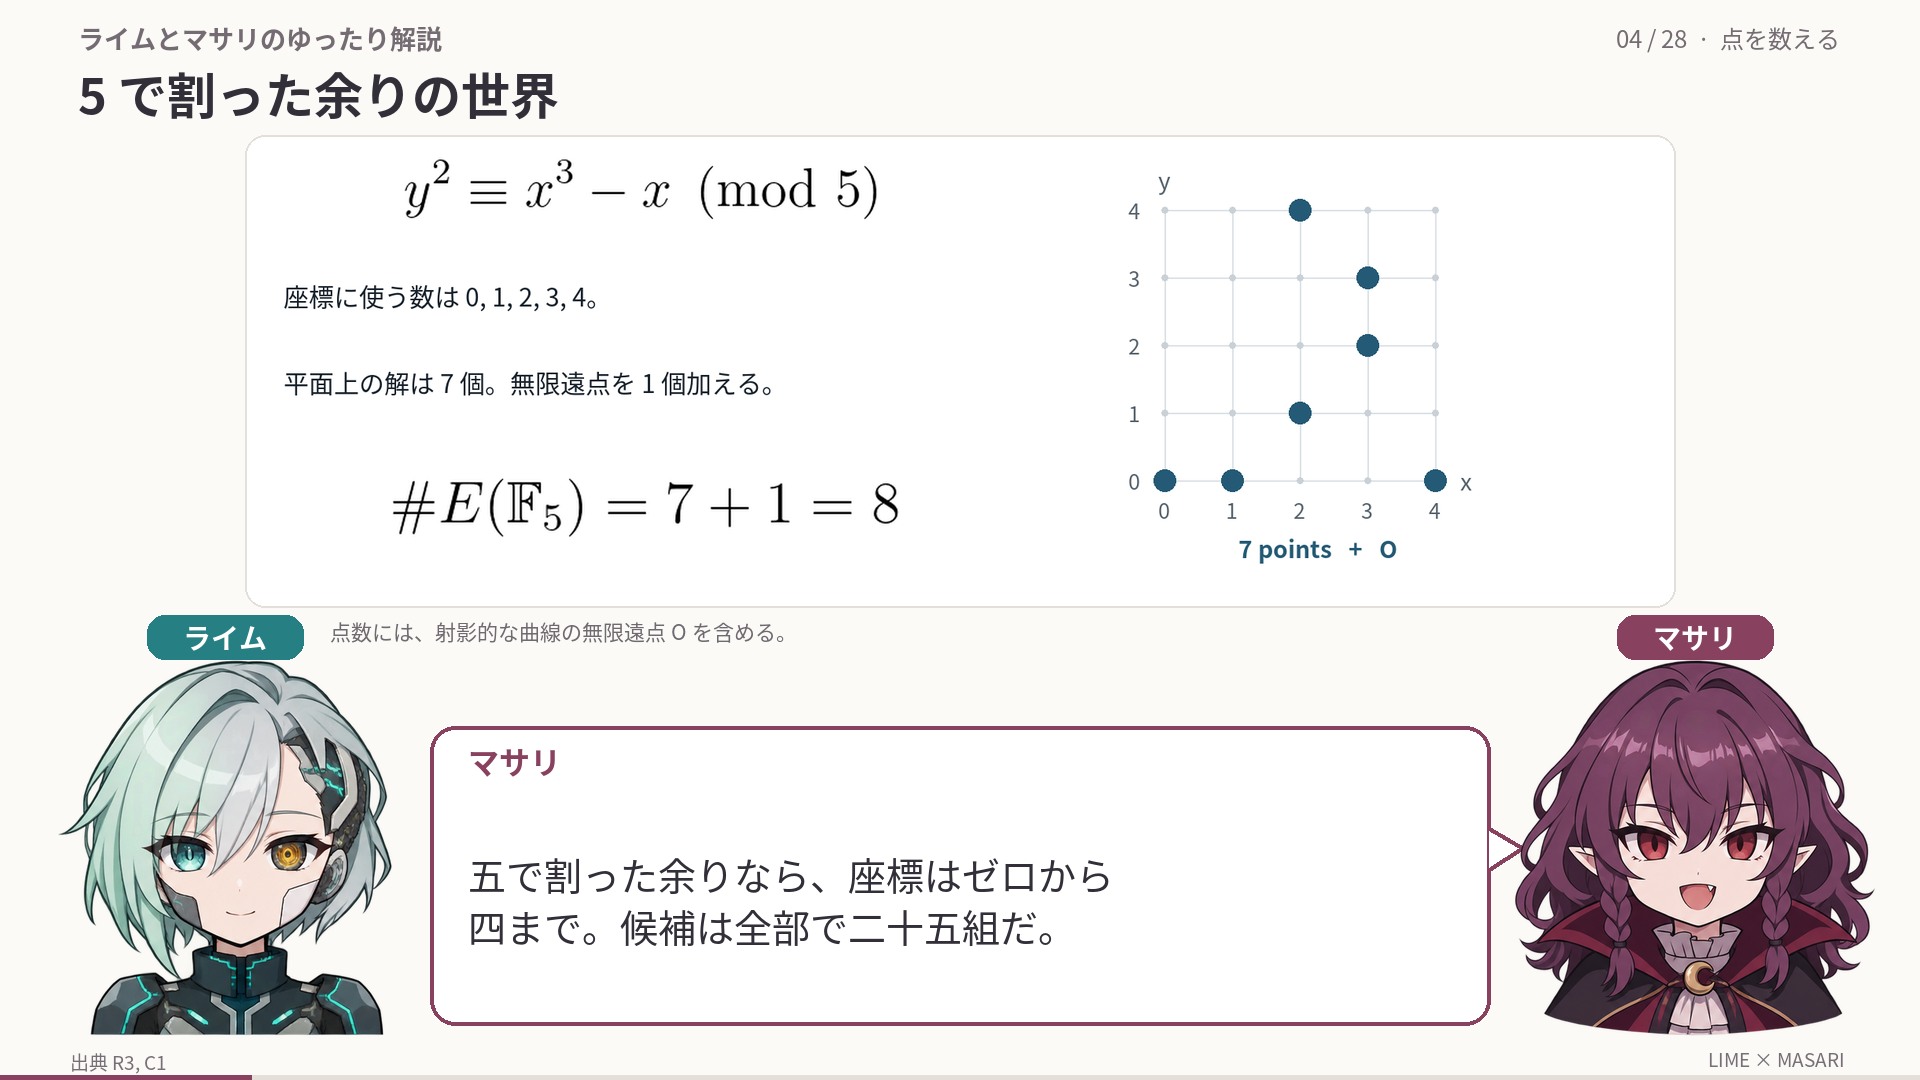 ライムとマサリのゆったり解説
04 / 28 · 点を数える
5 で割った余りの世界
y² ≡ x³ − x (mod 5)
座標に使う数は 0, 1, 2, 3, 4。
平面上の解は 7 個。無限遠点を 1 個加える。
#E(𝔽₅) = 7 + 1 = 8
y
4
3
2
1
0
x
0 1 2 3 4
7 points + O
ライム
点数には、射影的な曲線の無限遠点 O を含める。
マサリ
マサリ
五で割った余りなら、座標はゼロから
四まで。候補は全部で二十五組だ。
出典 R3, C1
LIME × MASARI